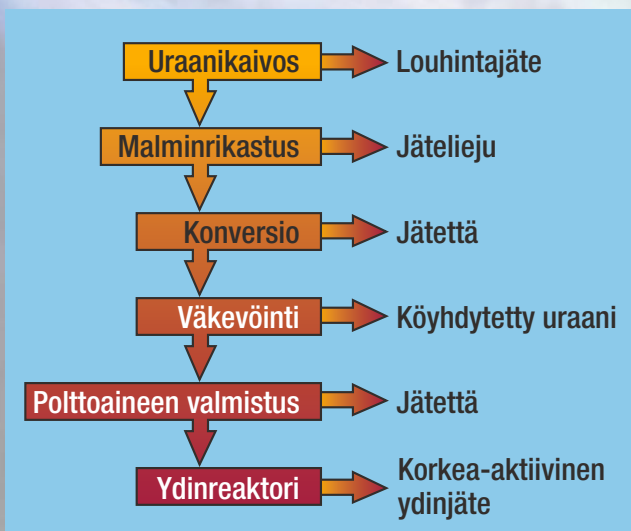 Uraanikaivos
Louhintajäte
Malminrikastus
Jätelieju
Konversio
Jätettä
Väkevöinti
Köyhdytetty uraani
Polttoaineen valmistus
Jätettä
Ydinreaktori
Korkea-aktiivinen
ydinjäte